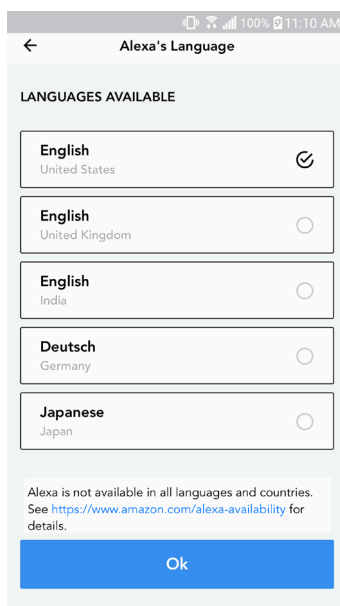 100% 11:10 AM
Alexa's Language
LANGUAGES AVAILABLE
English
United States
English
United Kingdom
English
India
Deutsch
Germany
Japanese
Japan
Alexa is not available in all languages and countries.
See https://www.amazon.com/alexa-availability for
details.
Ok